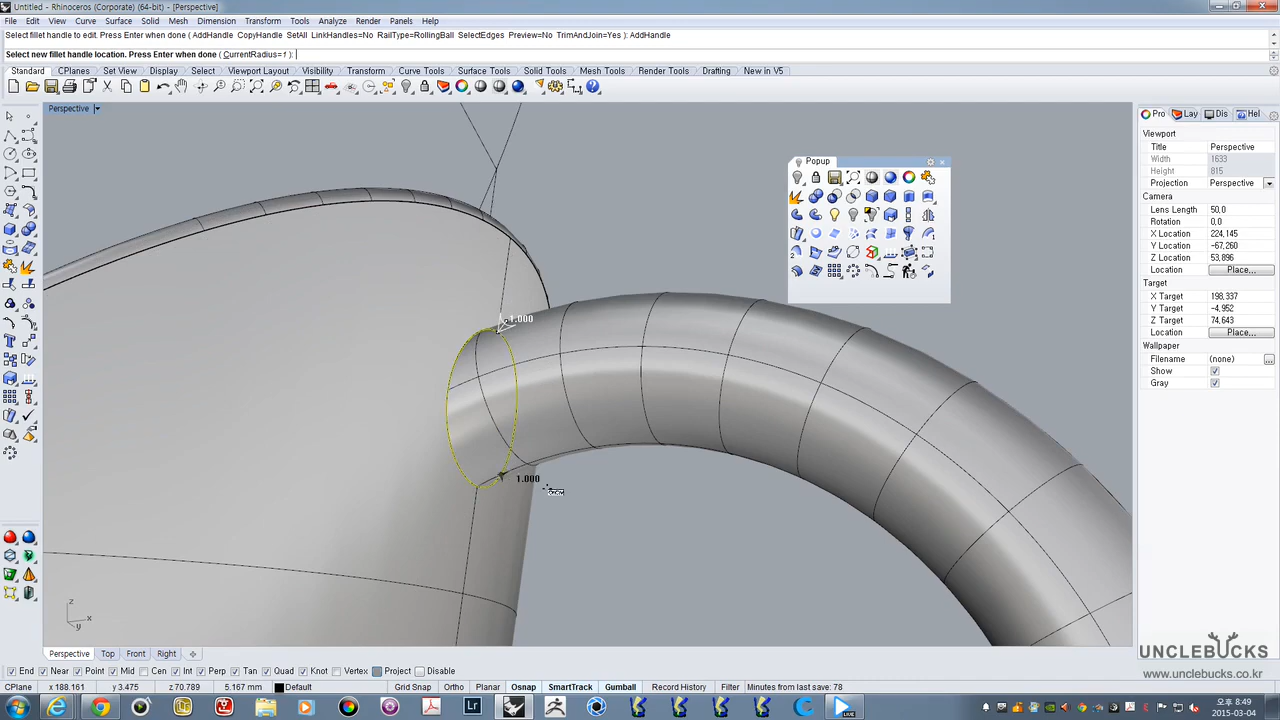 Untitled - Rhinoceros (Corporate) (64-bit) - [Perspective]
File Edit View Curve Surface Solid Mesh Dimension Transform Tools Analyze Render Panels Help
Select fillet handle to edit. Press Enter when done ( AddHandle CopyHandle SetAll LinkHandles=No RailType=RollingBall SelectEdges Preview=No TrimAndJoin=Yes ): AddHandle
Select new fillet handle location. Press Enter when done ( CurrentRadius=1 ):
Standard CPlanes Set View Display Select Viewport Layout Visibility Transform Curve Tools Surface Tools Solid Tools Mesh Tools Render Tools Drafting New in V5
Perspective
Popup
1.000
1.000
Pro Lay Dis Hel
Viewport
Title Perspective
Width 1633
Height 815
Projection Perspective
Camera
Lens Length 50,0
Rotation 0,0
X Location 224,145
Y Location -67,260
Z Location 53,896
Location Place...
Target
X Target 198,337
Y Target -4,952
Z Target 74,643
Location Place...
Wallpaper
Filename (none) ...
Show
Gray
z
x
y
Perspective Top Front Right
UNCLEBUCKS
www.unclebucks.co.kr
End Near Point Mid Cen Int Perp Tan Quad Knot Vertex Project Disable
CPlane x 188.161 y 3.475 z 70.789 5.167 mm Default Grid Snap Ortho Planar Osnap SmartTrack Gumball Record History Filter Minutes from last save: 78
Lr
LIVE
오후 8:49
2015-03-04